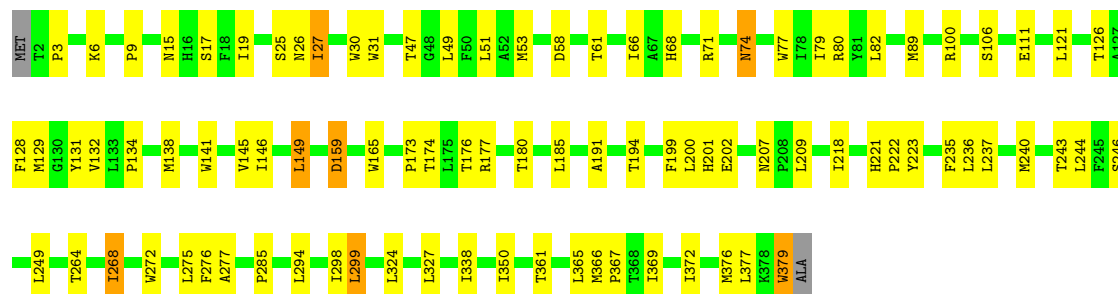 MET T2 P3 K6 P9 N15 H16 S17 F18 I19 S25 N26 I27 W30 W31 T47 G48 L49 F50 L51 A52 M53 D58 T61 I66 A67 H68 R71 N74 W77 I78 I79 R80 Y81 L82 M89 R100 S106 E111 L121 T126 A127
F128 M129 G130 Y131 V132 L133 P134 M138 W141 V145 I146 L149 D159 W165 P173 T174 L175 T176 R177 T180 L185 A191 T194 F199 L200 H201 E202 N207 P208 L209 I218 H221 P222 Y223 F235 L236 L237 M240 T243 L244 F245 S246
L249 T264 I268 W272 L275 F276 A277 P285 L294 I298 L299 L324 L327 I338 I350 T361 L365 M366 P367 T368 I369 I372 M376 L377 K378 W379 ALA